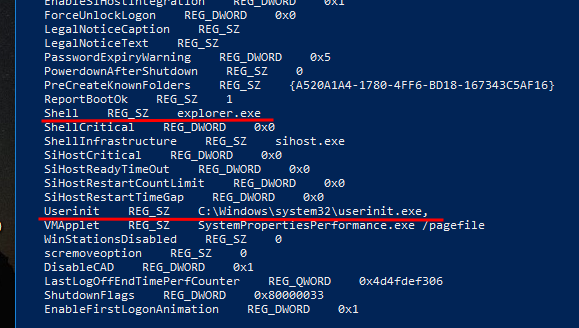 EnableSiHostIntegration    REG_DWORD    0x1
ForceUnlockLogon    REG_DWORD    0x0
LegalNoticeCaption    REG_SZ
LegalNoticeText    REG_SZ
PasswordExpiryWarning    REG_DWORD    0x5
PowerdownAfterShutdown    REG_SZ    0
PreCreateKnownFolders    REG_SZ    {A520A1A4-1780-4FF6-BD18-167343C5AF16}
ReportBootOk    REG_SZ    1
Shell    REG_SZ    explorer.exe
ShellCritical    REG_DWORD    0x0
ShellInfrastructure    REG_SZ    sihost.exe
SiHostCritical    REG_DWORD    0x0
SiHostReadyTimeOut    REG_DWORD    0x0
SiHostRestartCountLimit    REG_DWORD    0x0
SiHostRestartTimeGap    REG_DWORD    0x0
Userinit    REG_SZ    C:\Windows\system32\userinit.exe,
VMApplet    REG_SZ    SystemPropertiesPerformance.exe /pagefile
WinStationsDisabled    REG_SZ    0
scremoveoption    REG_SZ    0
DisableCAD    REG_DWORD    0x1
LastLogOffEndTimePerfCounter    REG_QWORD    0x4d4fdef306
ShutdownFlags    REG_DWORD    0x80000033
EnableFirstLogonAnimation    REG_DWORD    0x1